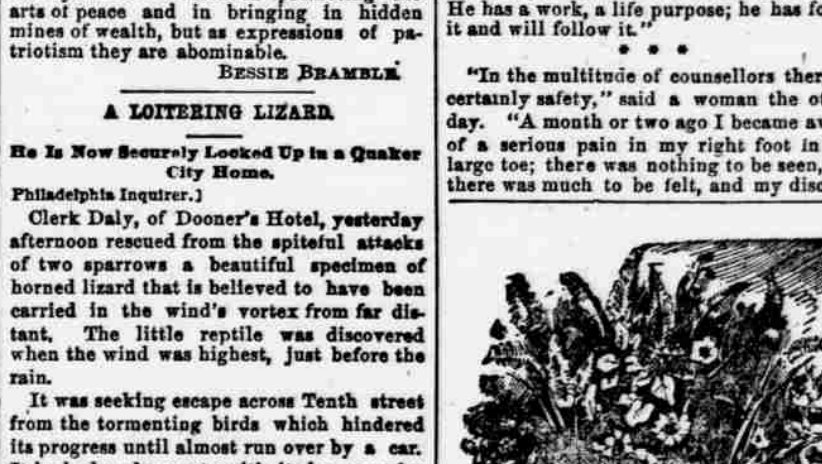 arts of peace and in bringing in hidden
mines of wealth, but as expressions of pa-
triotism they are abominable.
BESSIE BRAMBLE.
A LOITERING LIZARD.
He Is Now Securely Locked Up in a Quaker
City Home.
Philadelphia Inquirer.]
Clerk Daly, of Dooner's Hotel, yesterday
afternoon rescued from the spiteful attacks
of two sparrows a beautiful specimen of
horned lizard that is believed to have been
carried in the wind's vortex from far dis-
tant. The little reptile was discovered
when the wind was highest, just before the
rain.
It was seeking escape across Tenth street
from the tormenting birds which hindered
its progress until almost run over by a car.
He has a work, a life purpose; he has
it and will follow it."
* * *
"In the multitude of counsellors
certainly safety," said a woman the
day. "A month or two ago I became
of a serious pain in my right foot in
large toe; there was nothing to be seen,
there was much to be felt, and my